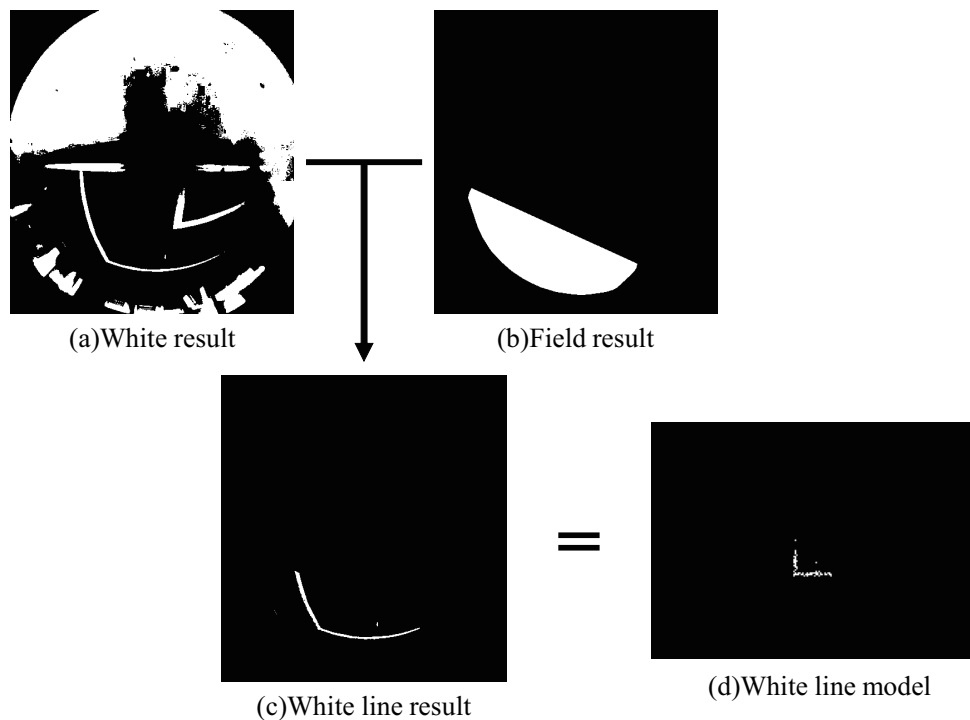 (a)White result
(b)Field result
(c)White line result
(d)White line model